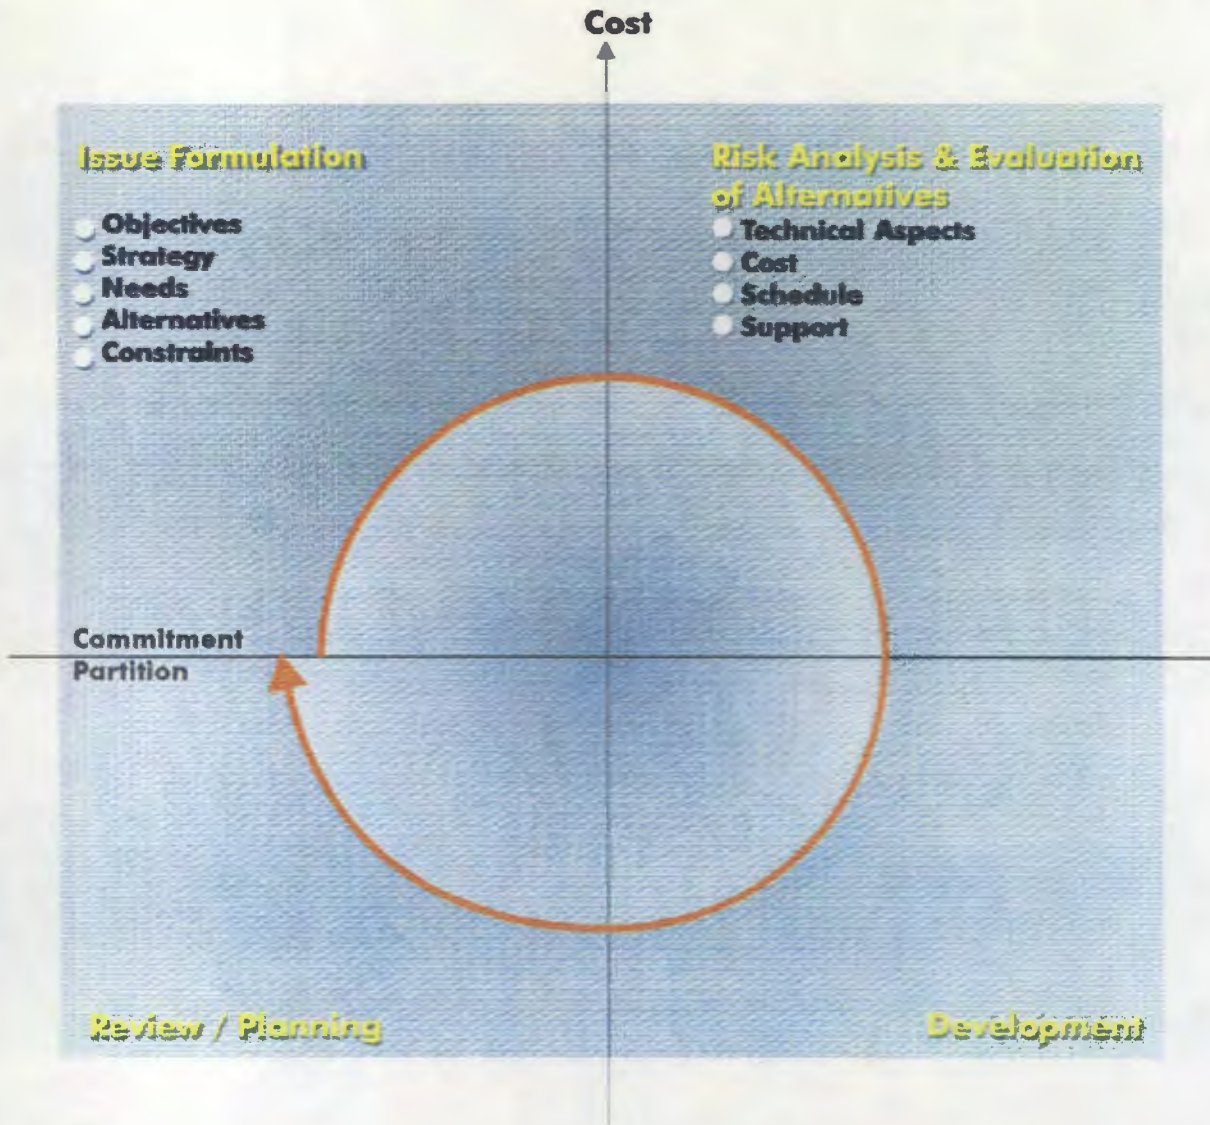 Cost
Issue Formulation
Objectives
Strategy
Needs
Alternatives
Constraints
Risk Analysis & Evaluation
of Alternatives
Technical Aspects
Cost
Schedule
Support
Commitment
Partition
Review / Planning
Development